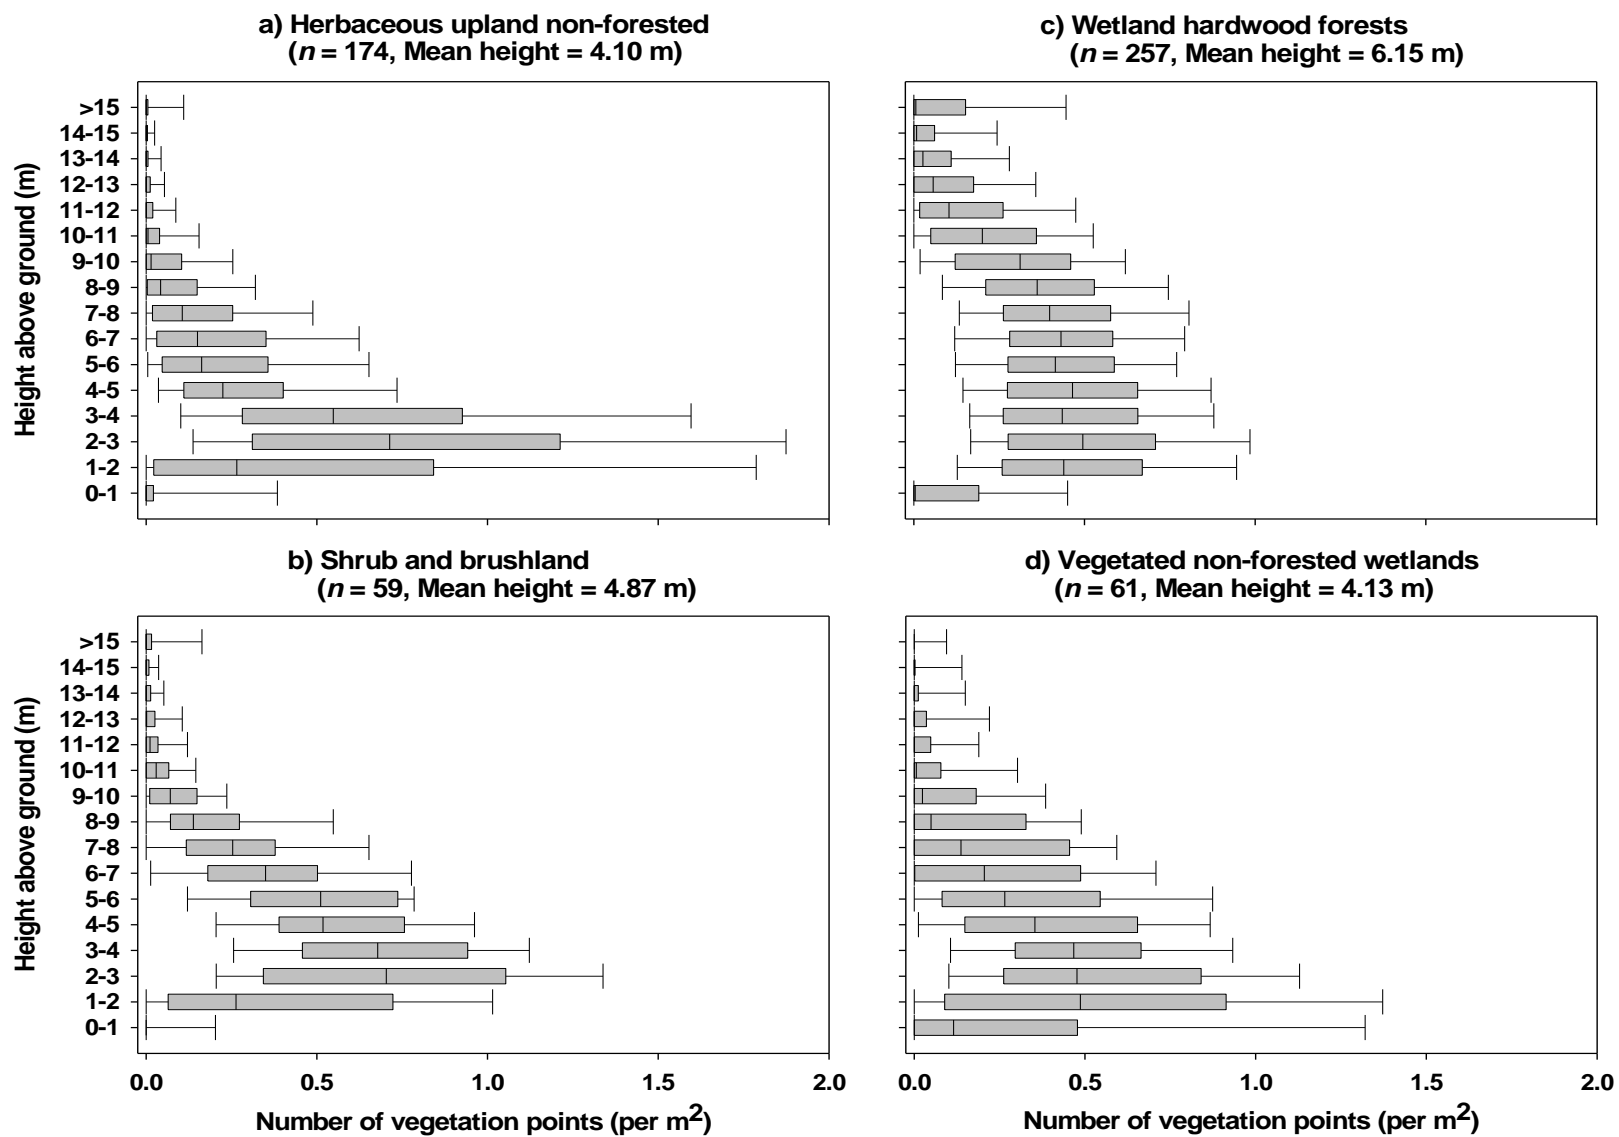 a) Herbaceous upland non-forested
(n = 174, Mean height = 4.10 m)
Height above ground (m)
>15
14-15
13-14
12-13
11-12
10-11
9-10
8-9
7-8
6-7
5-6
4-5
3-4
2-3
1-2
0-1
c) Wetland hardwood forests
(n = 257, Mean height = 6.15 m)
2.0
2.0
b) Shrub and brushland
(n = 59, Mean height = 4.87 m)
Height above ground (m)
>15
14-15
13-14
12-13
11-12
10-11
9-10
8-9
7-8
6-7
5-6
4-5
3-4
2-3
1-2
0-1
0.0 0.5 1.0 1.5 2.0
Number of vegetation points (per m2)
d) Vegetated non-forested wetlands
(n = 61, Mean height = 4.13 m)
0.0 0.5 1.0 1.5 2.0
Number of vegetation points (per m2)